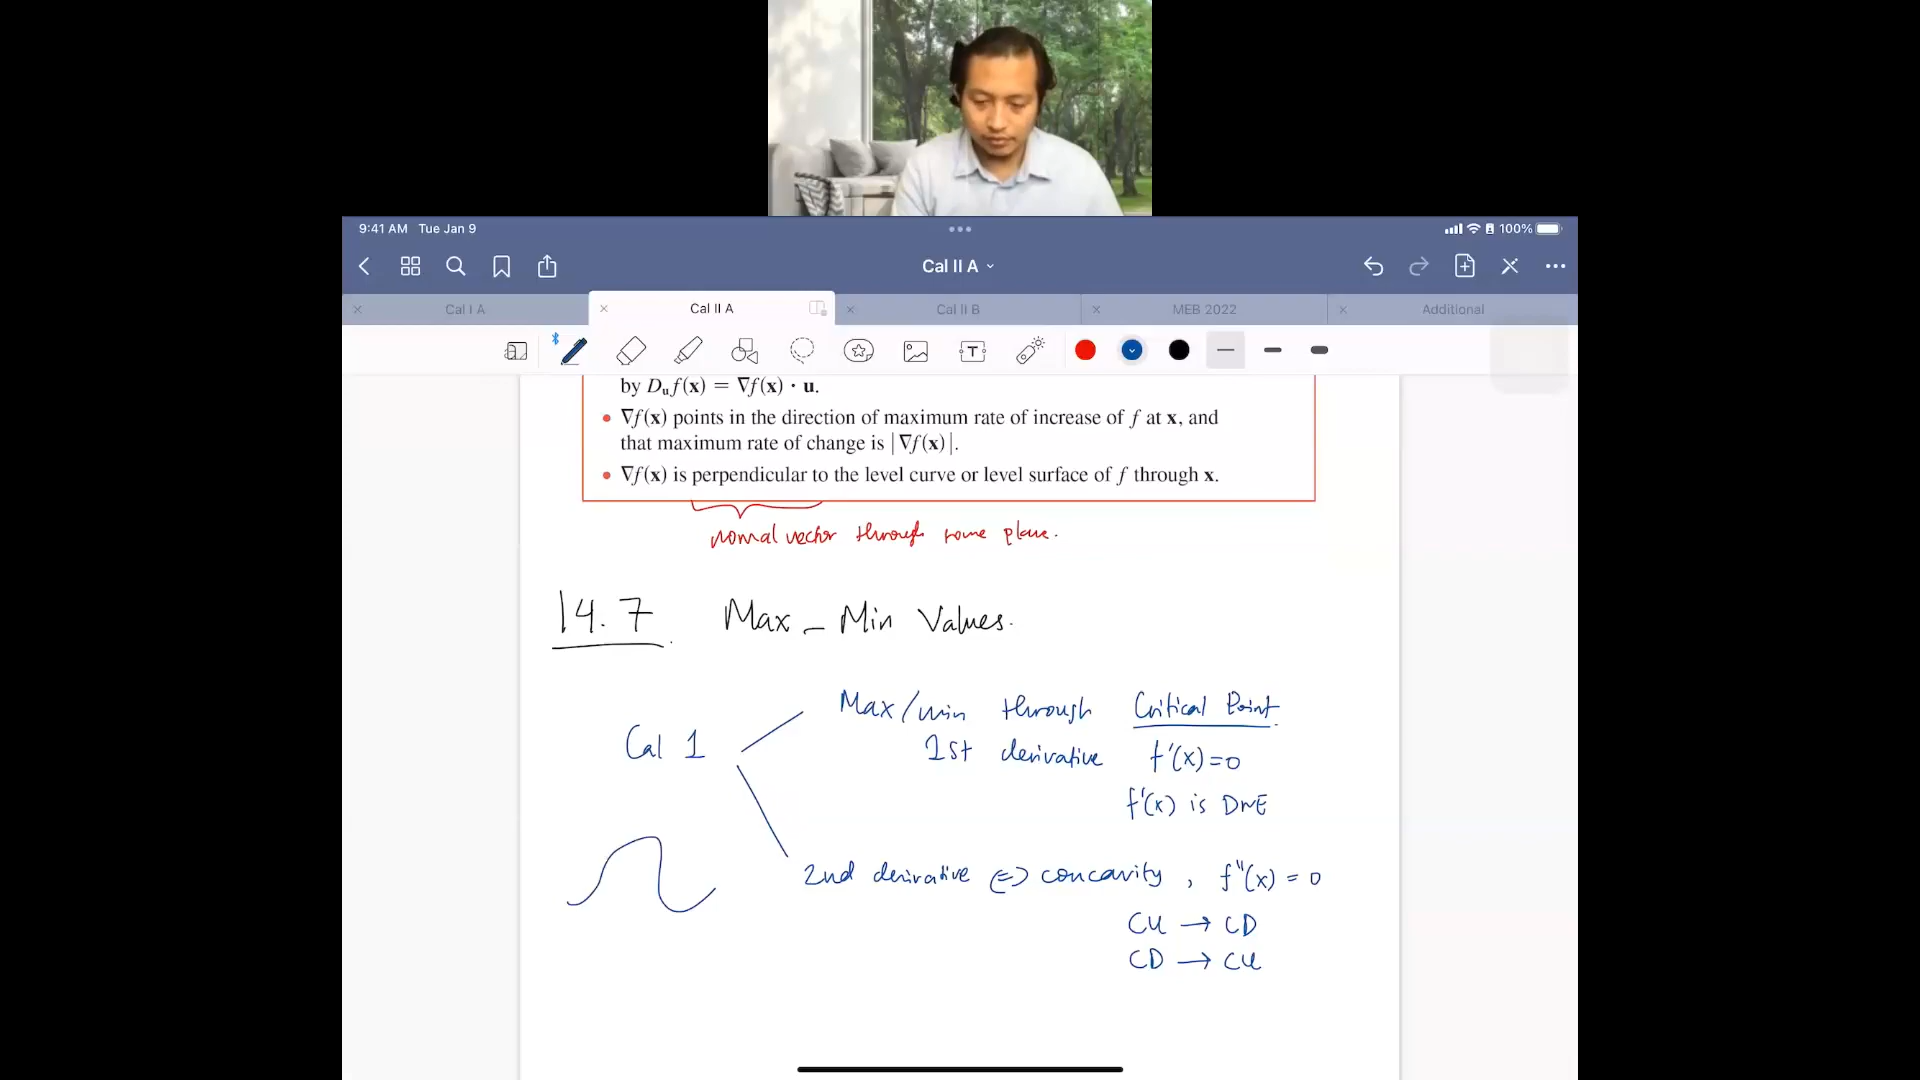 9:41 AM Tue Jan 9
100%
Cal II A
Cal I A
Cal II A
Cal II B
MEB 2022
Additional
by D_u f(x) = ∇f(x) · u.
• ∇f(x) points in the direction of maximum rate of increase of f at x, and
that maximum rate of change is |∇f(x)|.
• ∇f(x) is perpendicular to the level curve or level surface of f through x.
normal vector through some plane.
14.7 Max - Min Values.
Max/min through Critical Point
Cal 1
1st derivative f'(x)=0
f'(x) is DNE
2nd derivative <=> concavity, f"(x) = 0
CU → CD
CD → CU